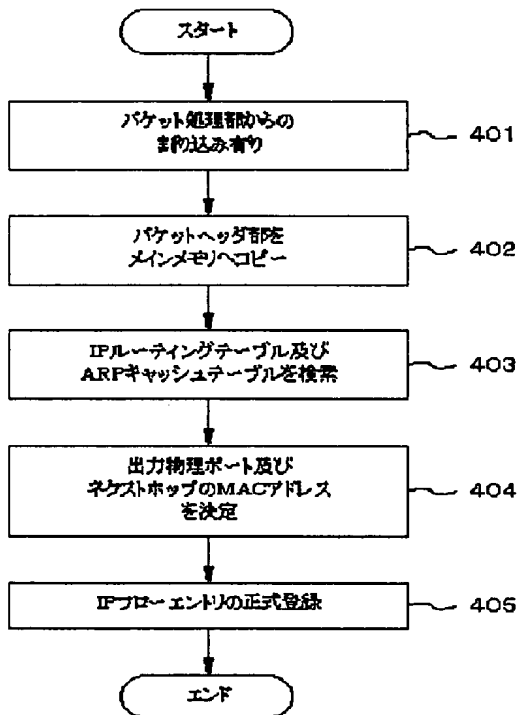 スタート
パケット処理部からの
割り込み有り
401
パケットヘッダ部を
メインメモリへコピー
402
IPルーティングテーブル及び
ARPキャッシュテーブルを検索
403
出力物理ポート及び
ネクストホップのMACアドレス
を決定
404
IPフローエントリの正式登録
405
エンド